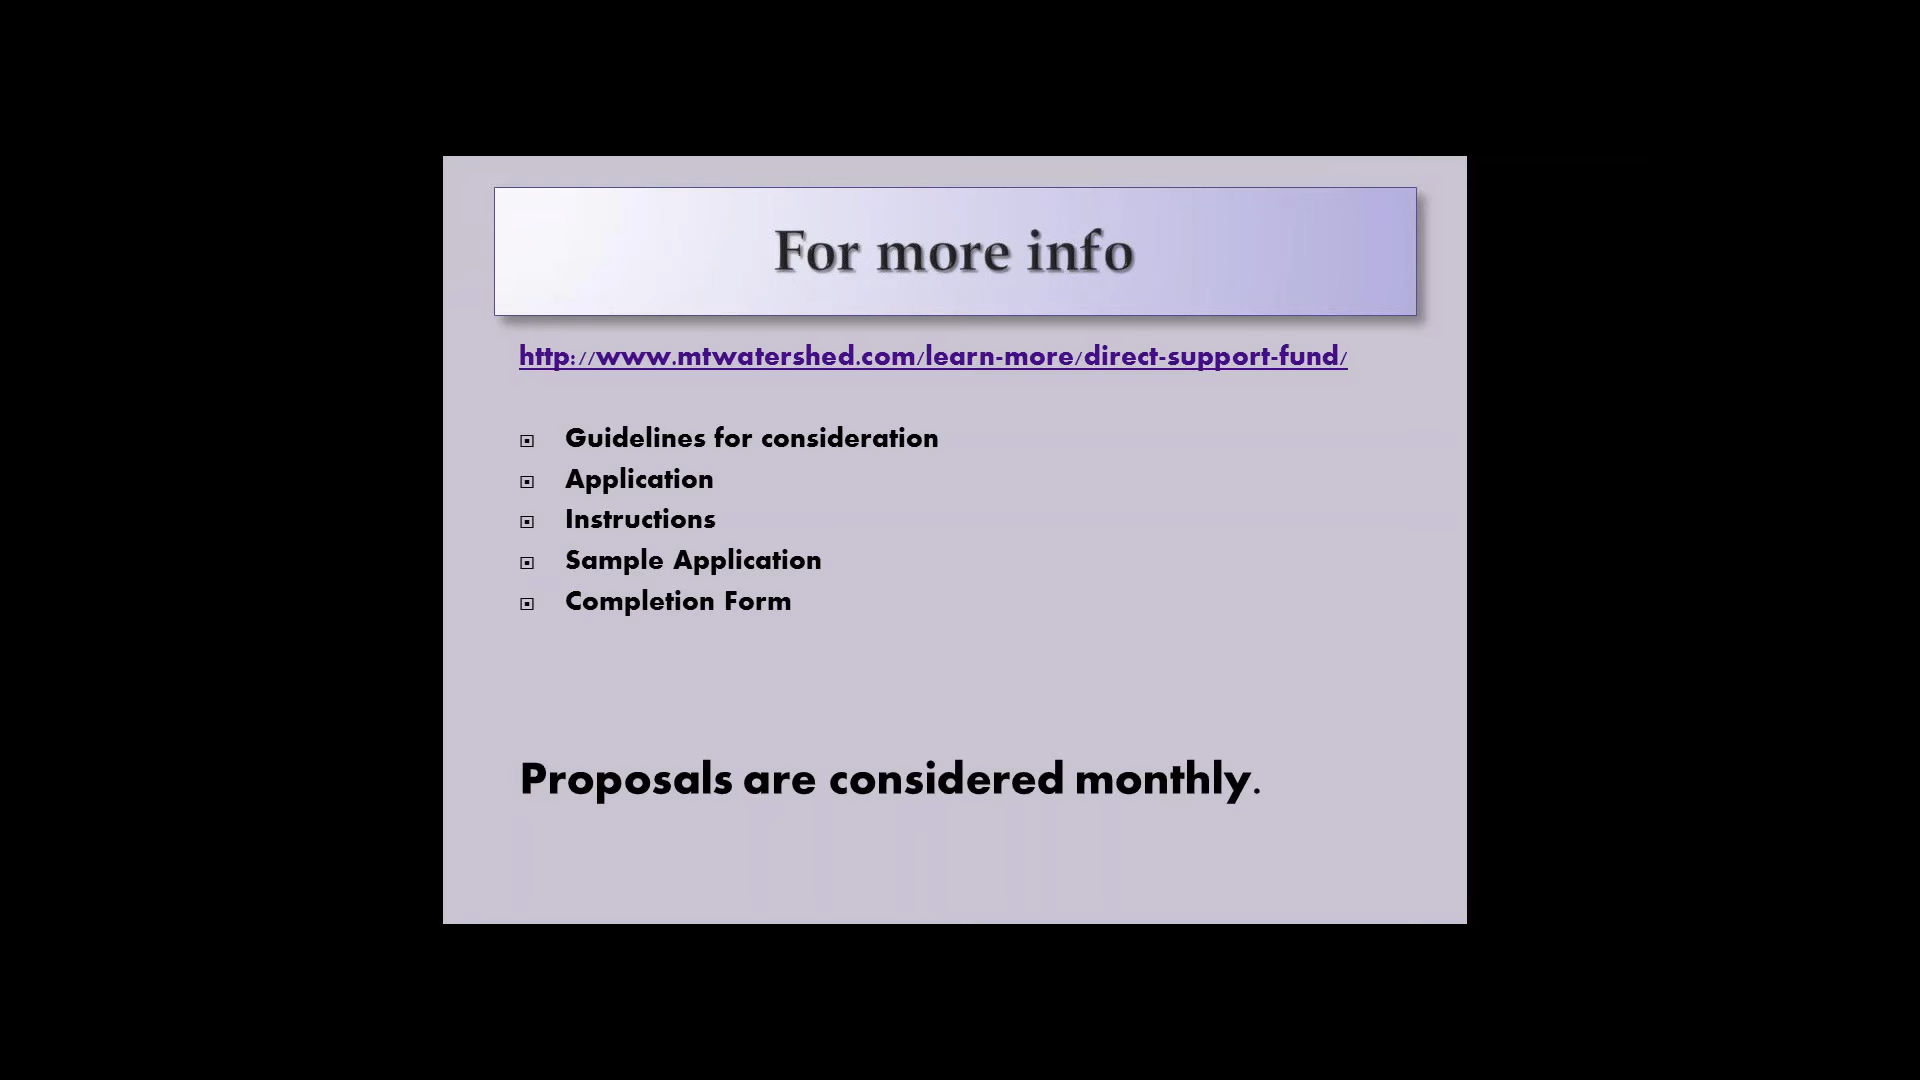 For more info
http://www.mtwatershed.com/learn-more/direct-support-fund/
Guidelines for consideration
Application
Instructions
Sample Application
Completion Form
Proposals are considered monthly.